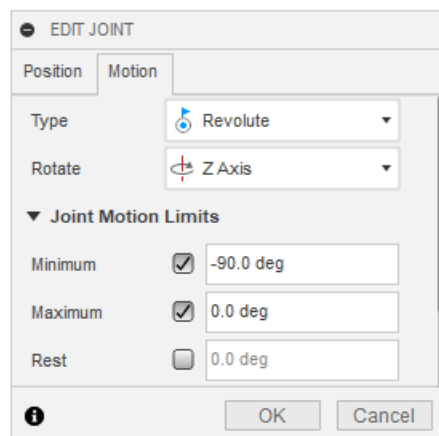 EDIT JOINT
Position Motion
Type Revolute
Rotate Z Axis
Joint Motion Limits
Minimum -90.0 deg
Maximum 0.0 deg
Rest 0.0 deg
OK Cancel